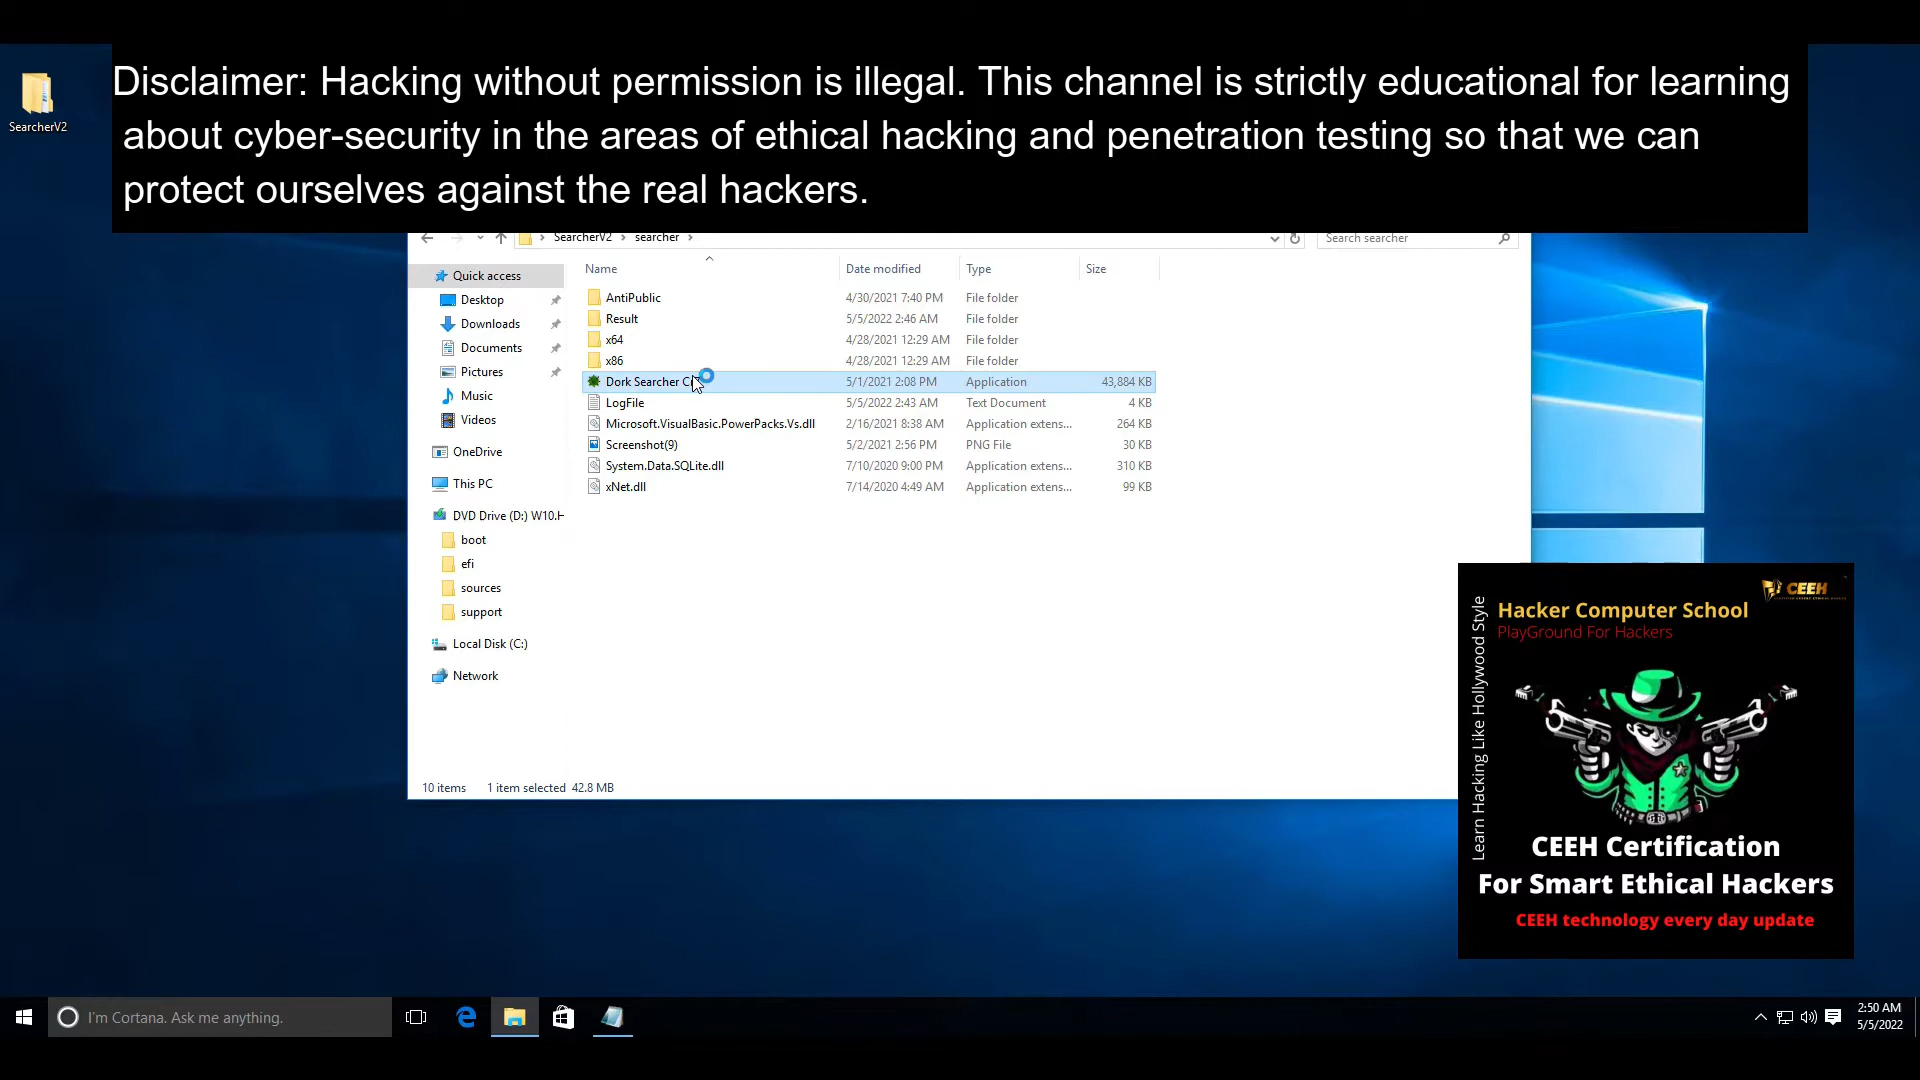 Disclaimer: Hacking without permission is illegal. This channel is strictly educational for learning
about cyber-security in the areas of ethical hacking and penetration testing so that we can
protect ourselves against the real hackers.
SearcherV2
SearcherV2 > searcher >
Search searcher
Name Date modified Type Size
Quick access
Desktop
Downloads
Documents
Pictures
Music
Videos
OneDrive
This PC
DVD Drive (D:) W10.H
boot
efi
sources
support
Local Disk (C:)
Network
AntiPublic 4/30/2021 7:40 PM File folder
Result 5/5/2022 2:46 AM File folder
x64 4/28/2021 12:29 AM File folder
x86 4/28/2021 12:29 AM File folder
Dork Searcher 5/1/2021 2:08 PM Application 43,884 KB
LogFile 5/5/2022 2:43 AM Text Document 4 KB
Microsoft.VisualBasic.PowerPacks.Vs.dll 2/16/2021 8:38 AM Application extens... 264 KB
Screenshot(9) 5/2/2021 2:56 PM PNG File 30 KB
System.Data.SQLite.dll 7/10/2020 9:00 PM Application extens... 310 KB
xNet.dll 7/14/2020 4:49 AM Application extens... 99 KB
10 items 1 item selected 42.8 MB
CEEH
Hacker Computer School
PlayGround For Hackers
Learn Hacking Like Hollywood Style
CEEH Certification
For Smart Ethical Hackers
CEEH technology every day update
I'm Cortana. Ask me anything.
2:50 AM
5/5/2022